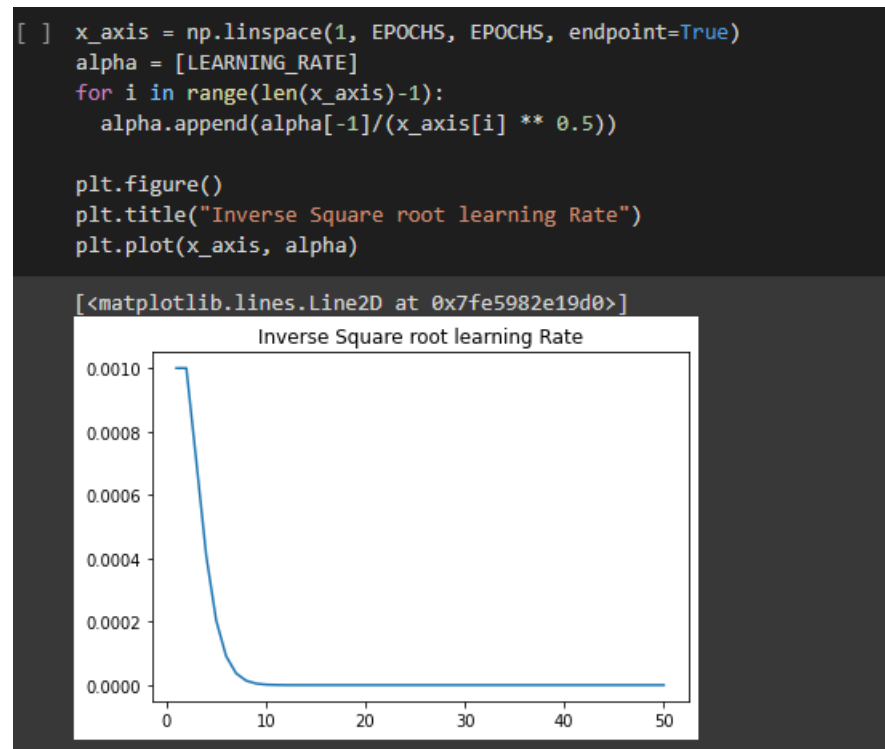 [ ] x_axis = np.linspace(1, EPOCHS, EPOCHS, endpoint=True)
alpha = [LEARNING_RATE]
for i in range(len(x_axis)-1):
  alpha.append(alpha[-1]/(x_axis[i] ** 0.5))
plt.figure()
plt.title("Inverse Square root learning Rate")
plt.plot(x_axis, alpha)
[<matplotlib.lines.Line2D at 0x7fe5982e19d0>]
Inverse Square root learning Rate
0.0010
0.0008
0.0006
0.0004
0.0002
0.0000
0 10 20 30 40 50